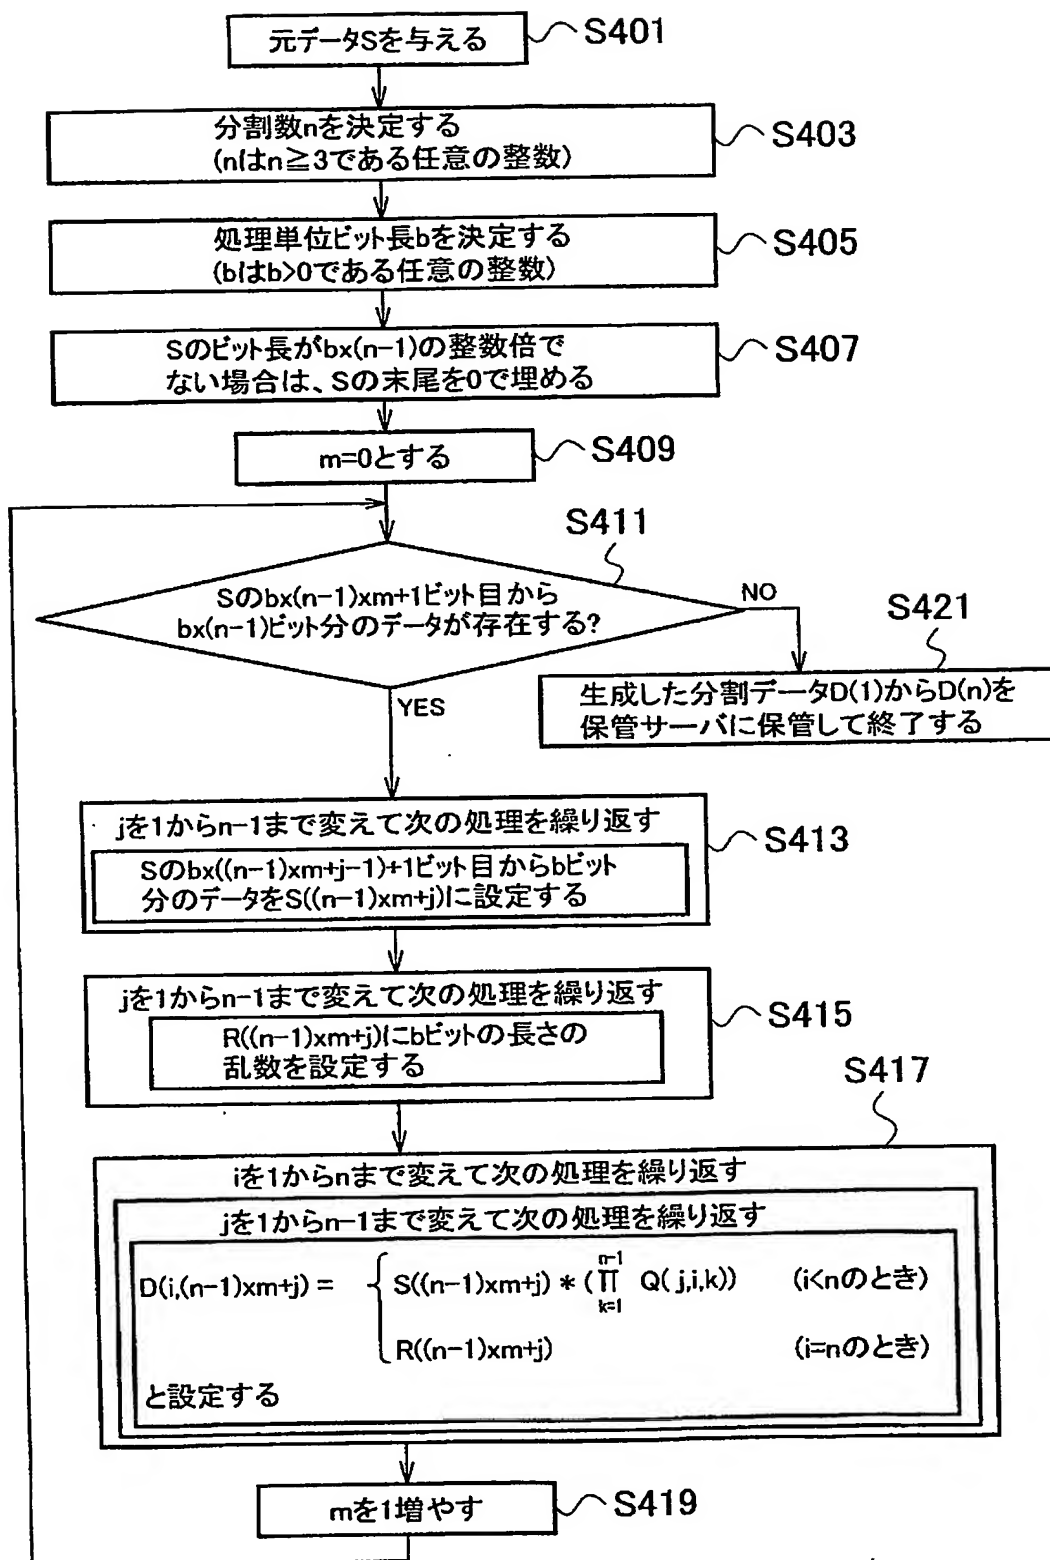 元データSを与える
S401
分割数nを決定する
(nはn≧3である任意の整数)
S403
処理単位ビット長bを決定する
(bはb>0である任意の整数)
S405
Sのビット長がbx(n-1)の整数倍で
ない場合は、Sの末尾を0で埋める
S407
m=0とする
S409
S411
Sのbx(n-1)xm+1ビット目から
bx(n-1)ビット分のデータが存在する?
NO
S421
生成した分割データD(1)からD(n)を
保管サーバに保管して終了する
YES
jを1からn-1まで変えて次の処理を繰り返す
S413
Sのbx((n-1)xm+j-1)+1ビット目からbビット
分のデータをS((n-1)xm+j)に設定する
jを1からn-1まで変えて次の処理を繰り返す
S415
R((n-1)xm+j)にbビットの長さの
乱数を設定する
S417
iを1からnまで変えて次の処理を繰り返す
jを1からn-1まで変えて次の処理を繰り返す
D(i,(n-1)xm+j) = { S((n-1)xm+j) * (∏ n-1 k=1 Q(j,i,k)) (i<nのとき)
R((n-1)xm+j) (i=nのとき)
と設定する
mを1増やす
S419